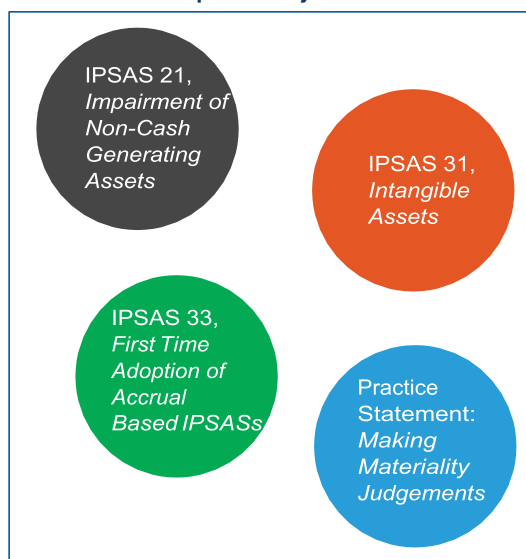 IPSAS 21,
Impairment of
Non-Cash
Generating
Assets
IPSAS 31,
Intangible
Assets
IPSAS 33,
First Time
Adoption of
Accrual
Based IPSASs
Practice
Statement:
Making
Materiality
Judgements